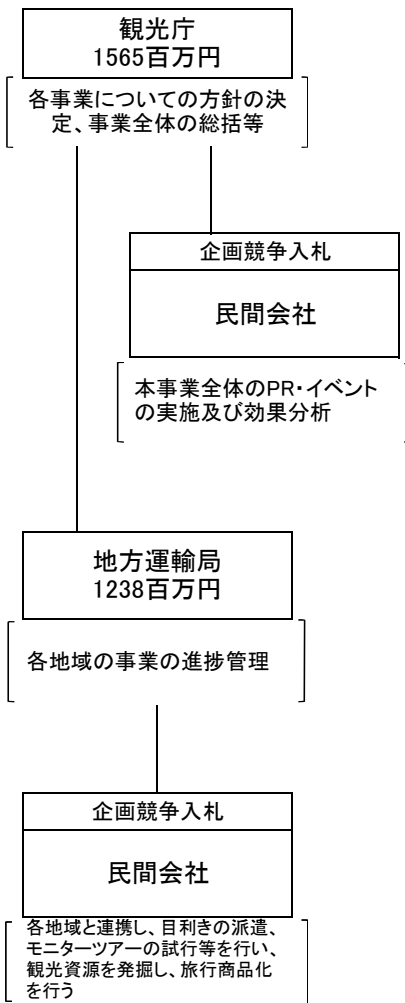 観光庁
1565百万円
各事業についての方針の決
定、事業全体の総括等
企画競争入札
民間会社
本事業全体のPR・イベント
の実施及び効果分析
地方運輸局
1238百万円
各地域の事業の進捗管理
企画競争入札
民間会社
各地域と連携し、目利きの派遣、
モニターツアーの試行等を行い、
観光資源を発掘し、旅行商品化
を行う